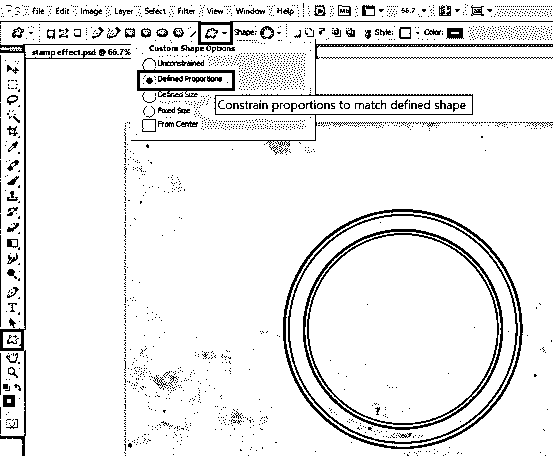 File Edit Image Layer Select Filter View Window Help Mb 66.7
Shape: Style: Color:
stamp effect.psd @ 66.7%
Custom Shape Options
Unconstrained
Defined Proportions
Defined Size
Fixed Size
From Center
Constrain proportions to match defined shape
T